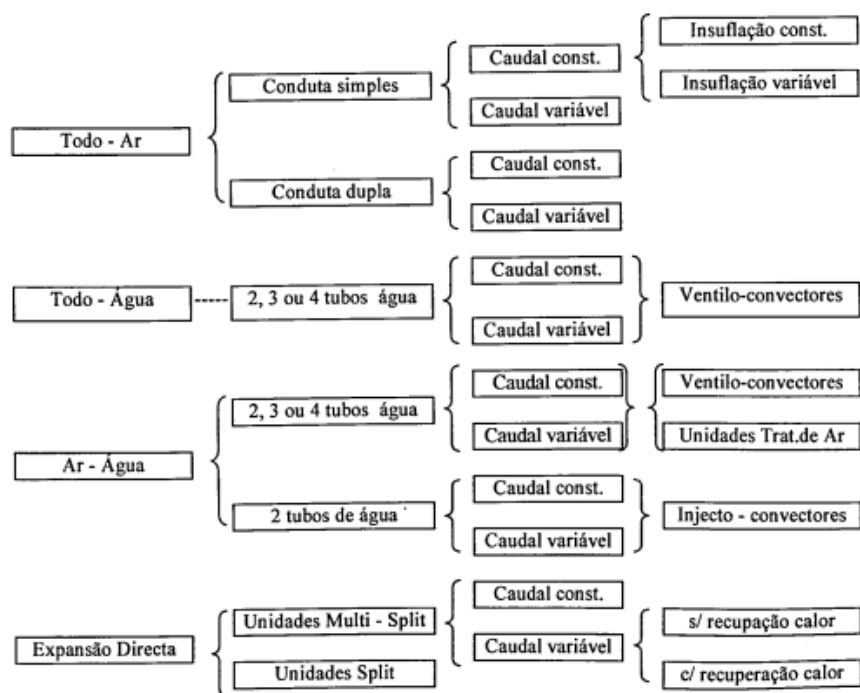 Insuflação const.
Conduta simples
Caudal const.
Insuflação variável
Caudal variável
Todo - Ar
Conduta dupla
Caudal const.
Caudal variável
Todo - Água
2, 3 ou 4 tubos água
Caudal const.
Caudal variável
Ventilo-convectores
2, 3 ou 4 tubos água
Caudal const.
Caudal variável
Ventilo-convectores
Unidades Trat.de Ar
Ar - Água
2 tubos de água
Caudal const.
Caudal variável
Injecto - convectores
Caudal const.
Unidades Multi - Split
Caudal variável
s/ recupação calor
Expansão Directa
Unidades Split
c/ recuperação calor